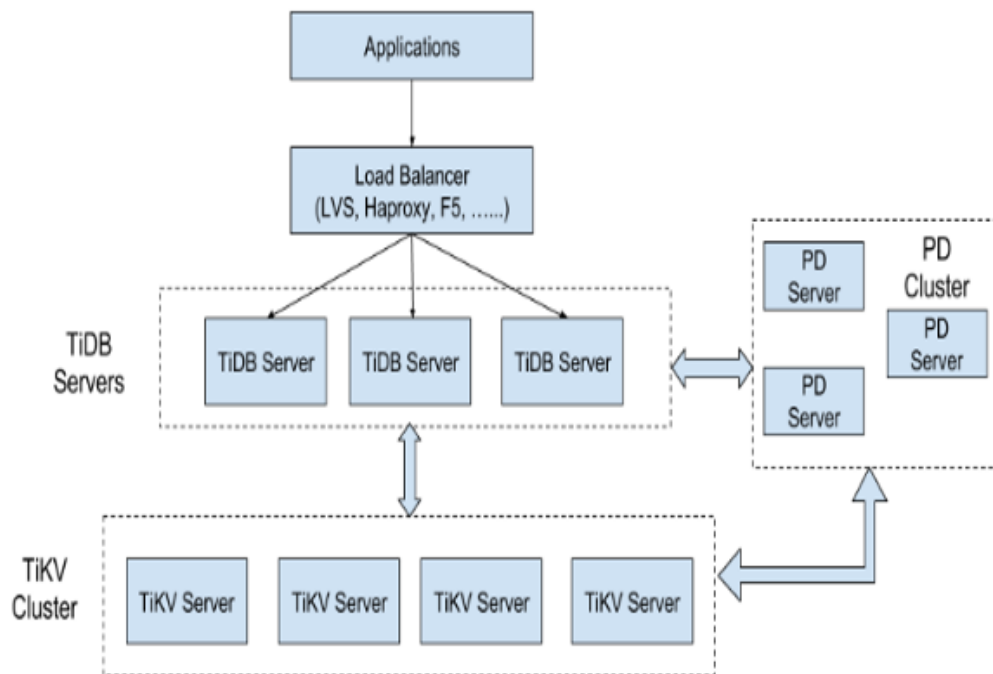 Applications
Load Balancer
(LVS, Haproxy, F5, …...)
TiDB
Servers
TiDB Server
TiDB Server
TiDB Server
PD
Cluster
PD
Server
PD
Server
PD
Server
TiKV
Cluster
TiKV Server
TiKV Server
TiKV Server
TiKV Server